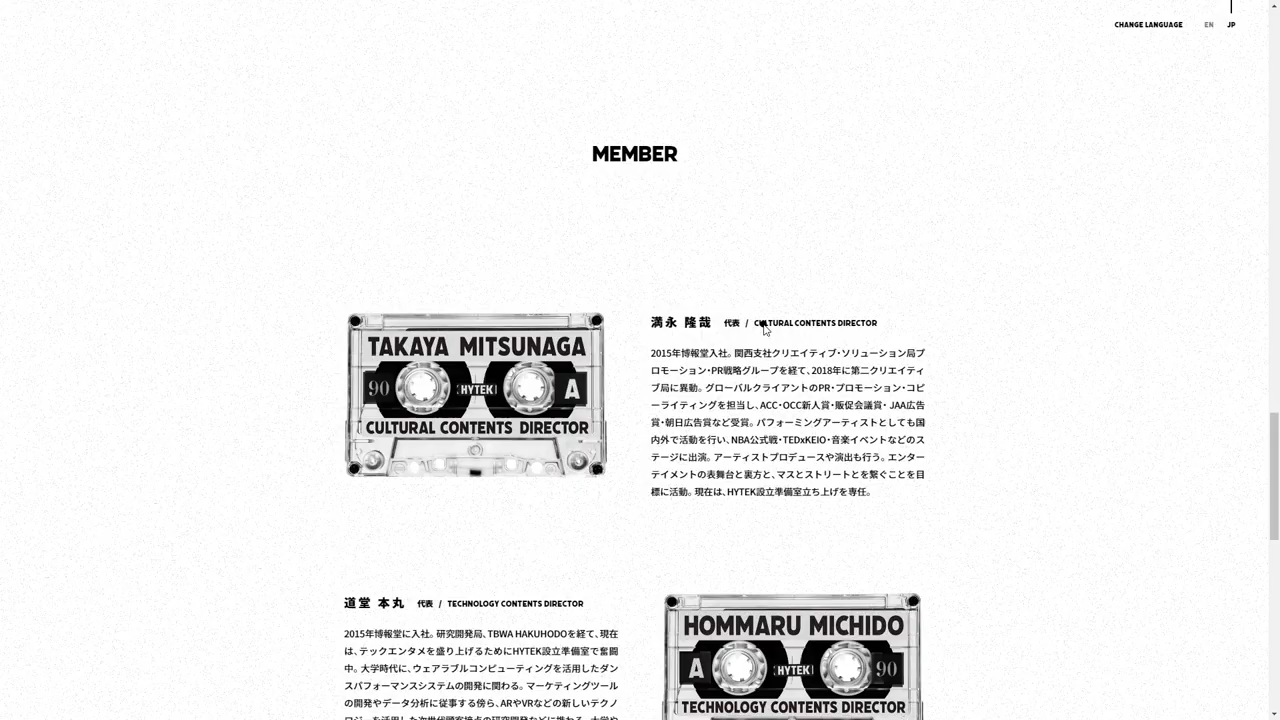 CHANGE LANGUAGE EN JP
MEMBER
TAKAYA MITSUNAGA
90 HYTEK A
CULTURAL CONTENTS DIRECTOR
満永 隆哉 代表 / CULTURAL CONTENTS DIRECTOR
2015年博報堂入社。関西支社クリエイティブ・ソリューション局プ
ロモーション・PR戦略グループを経て、2018年に第二クリエイティ
ブ局に異動。グローバルクライアントのPR・プロモーション・コピ
ーライティングを担当し、ACC・OCC新人賞・販促会議賞・ JAA広告
賞・朝日広告賞など受賞。パフォーミングアーティストとしても国
内外で活動を行い、NBA公式戦・TEDxKEIO・音楽イベントなどのス
テージに出演。アーティストプロデュースや演出も行う。エンター
テイメントの表舞台と裏方と、マスとストリートとを繋ぐことを目
標に活動。現在は、HYTEK設立準備室立ち上げを専任。
道堂 本丸 代表 / TECHNOLOGY CONTENTS DIRECTOR
2015年博報堂に入社。研究開発局、TBWA HAKUHODOを経て、現在
は、テックエンタメを盛り上げるためにHYTEK設立準備室で奮闘
中。大学時代に、ウェアラブルコンピューティングを活用したダン
スパフォーマンスシステムの開発に関わる。マーケティングツール
の開発やデータ分析に従事する傍ら、ARやVRなどの新しいテクノ
HOMMARU MICHIDO
A HYTEK 90
TECHNOLOGY CONTENTS DIRECTOR